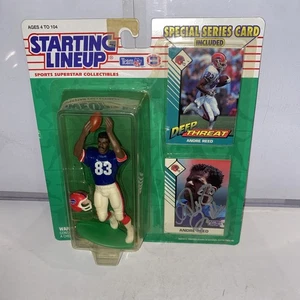 AGES 4 TO 104
STARTING
LINEUP
SPORTS SUPERSTAR COLLECTIBLES
SPECIAL SERIES CARD
INCLUDED
DEEP
THREAT
ANDRE REED
83
ANDRE REED